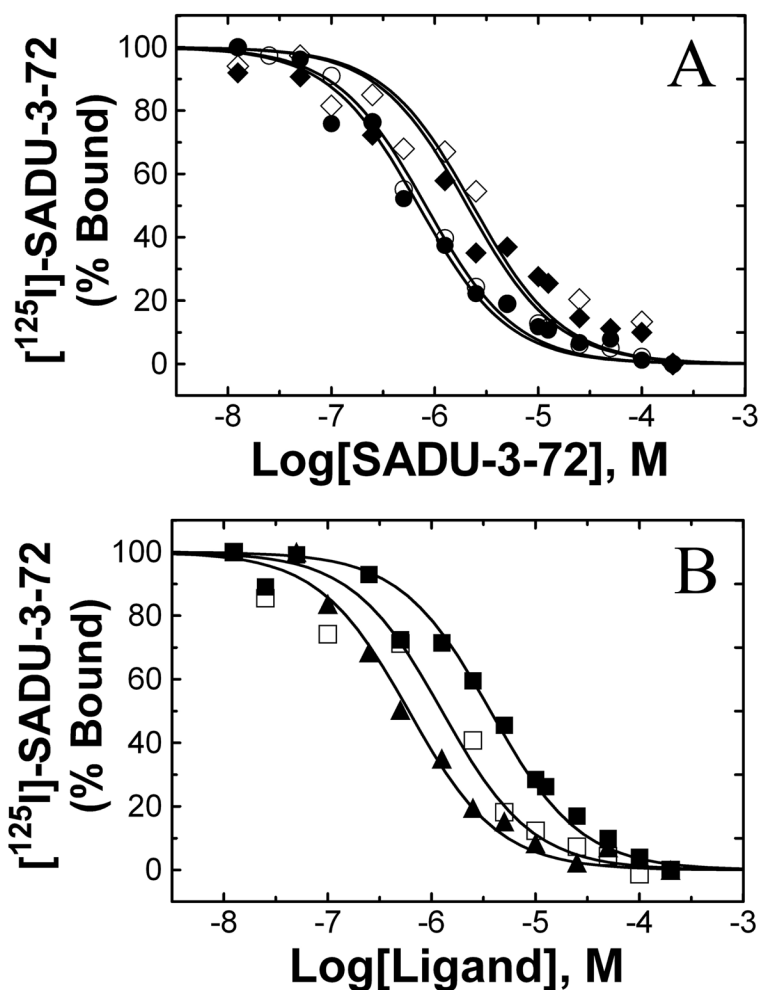 A
[¹²⁵I]-SADU-3-72
(% Bound)
100
80
60
40
20
0
-8 -7 -6 -5 -4 -3
Log[SADU-3-72], M
B
[¹²⁵I]-SADU-3-72
(% Bound)
100
80
60
40
20
0
-8 -7 -6 -5 -4 -3
Log[Ligand], M